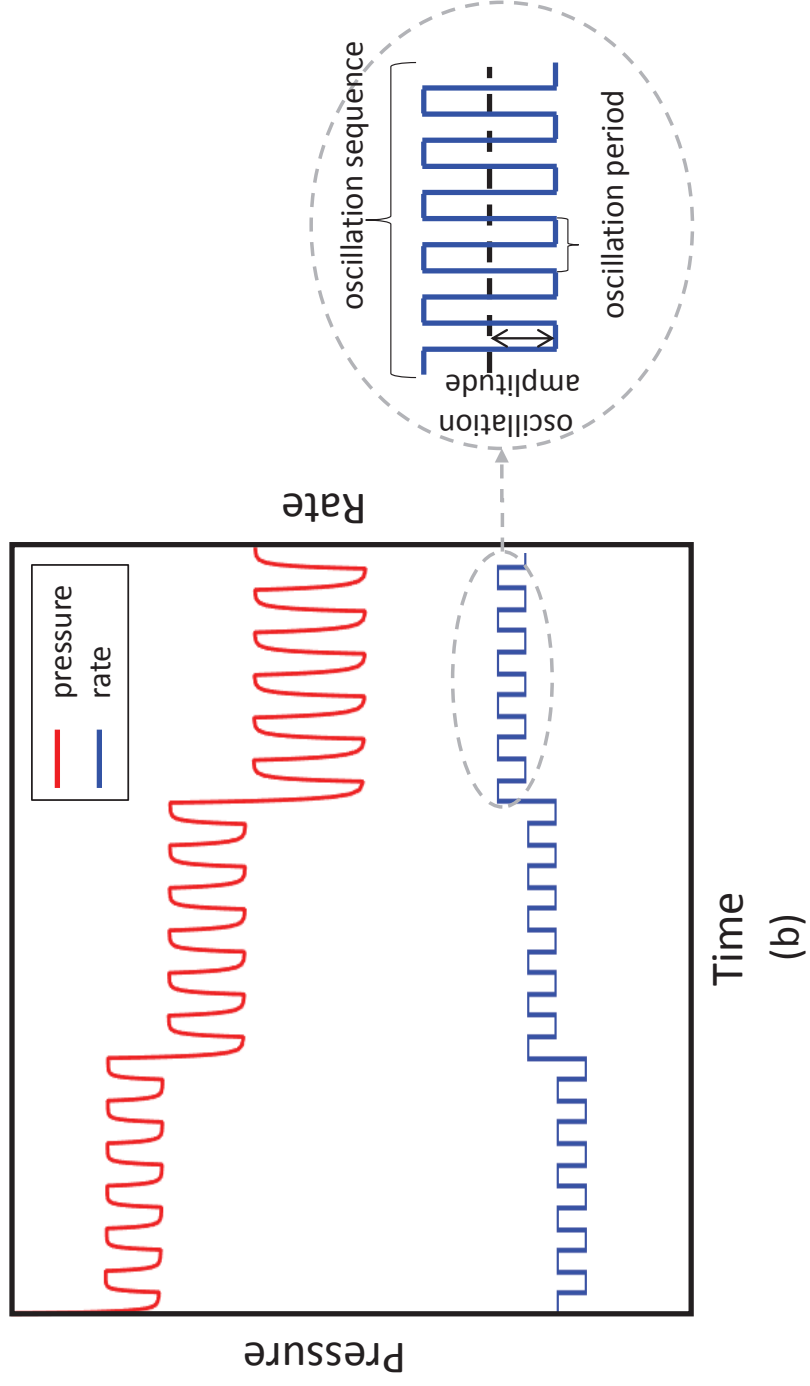 Pressure
pressure
rate
Rate
Time
(b)
oscillation sequence
oscillation
amplitude
oscillation period